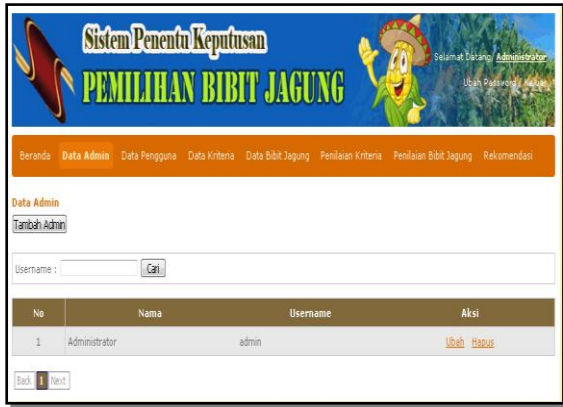 Sistem Penentu Keputusan
PEMILIHAN BIBIT JAGUNG
Selamat Datang, Administrator
Ubah Password / Keluar
Beranda Data Admin Data Pengguna Data Kriteria Data Bibit Jagung Penilaian Kriteria Penilaian Bibit Jagung Rekomendasi
Data Admin
Tambah Admin
Username : Cari
No Nama Username Aksi
1 Administrator admin Ubah Hapus
Back 1 Next